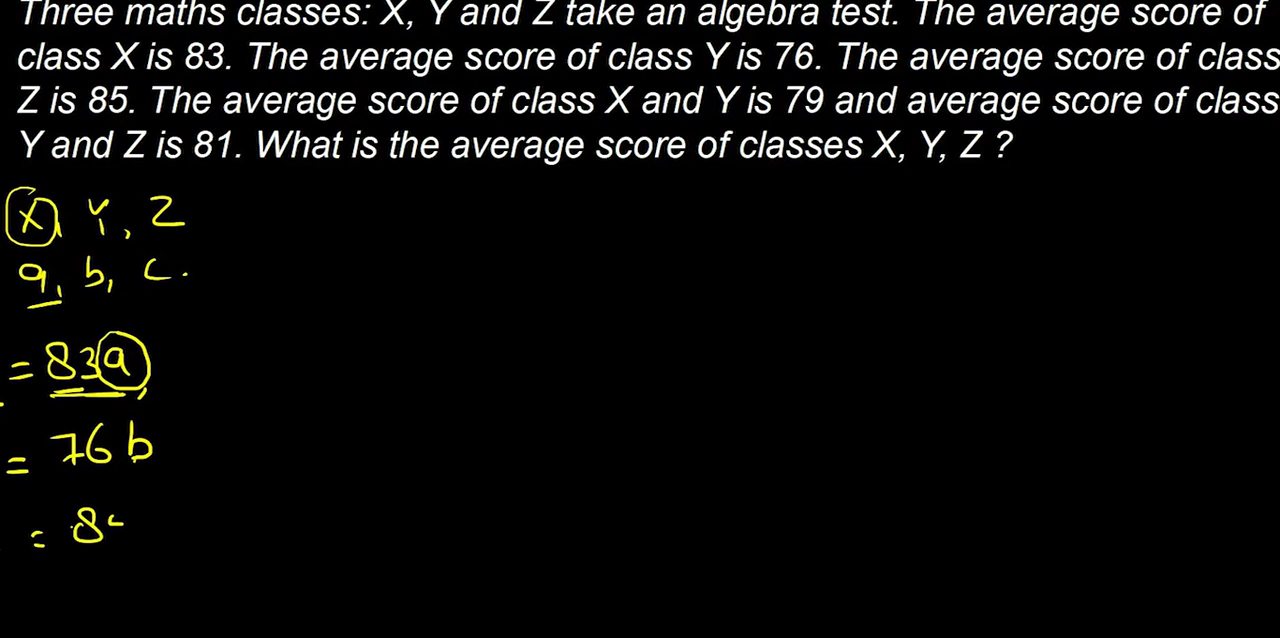 Three maths classes: X, Y and Z take an algebra test. The average score of
class X is 83. The average score of class Y is 76. The average score of class
Z is 85. The average score of class X and Y is 79 and average score of class
Y and Z is 81. What is the average score of classes X, Y, Z ?
X, Y, Z
a, b, c.
= 83a,
= 76b
= 8